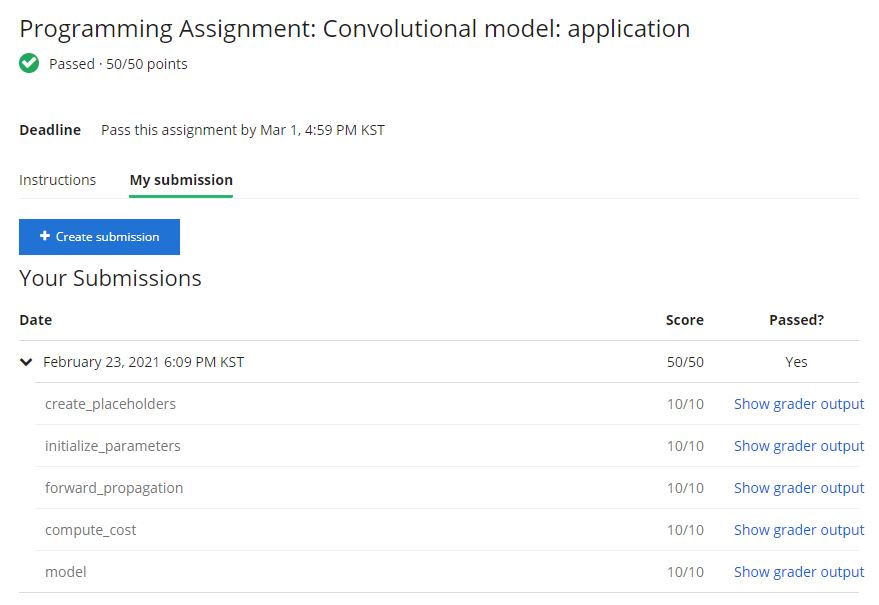 Programming Assignment: Convolutional model: application
Passed · 50/50 points
Deadline Pass this assignment by Mar 1, 4:59 PM KST
Instructions My submission
+ Create submission
Your Submissions
Date Score Passed?
February 23, 2021 6:09 PM KST 50/50 Yes
create_placeholders 10/10 Show grader output
initialize_parameters 10/10 Show grader output
forward_propagation 10/10 Show grader output
compute_cost 10/10 Show grader output
model 10/10 Show grader output